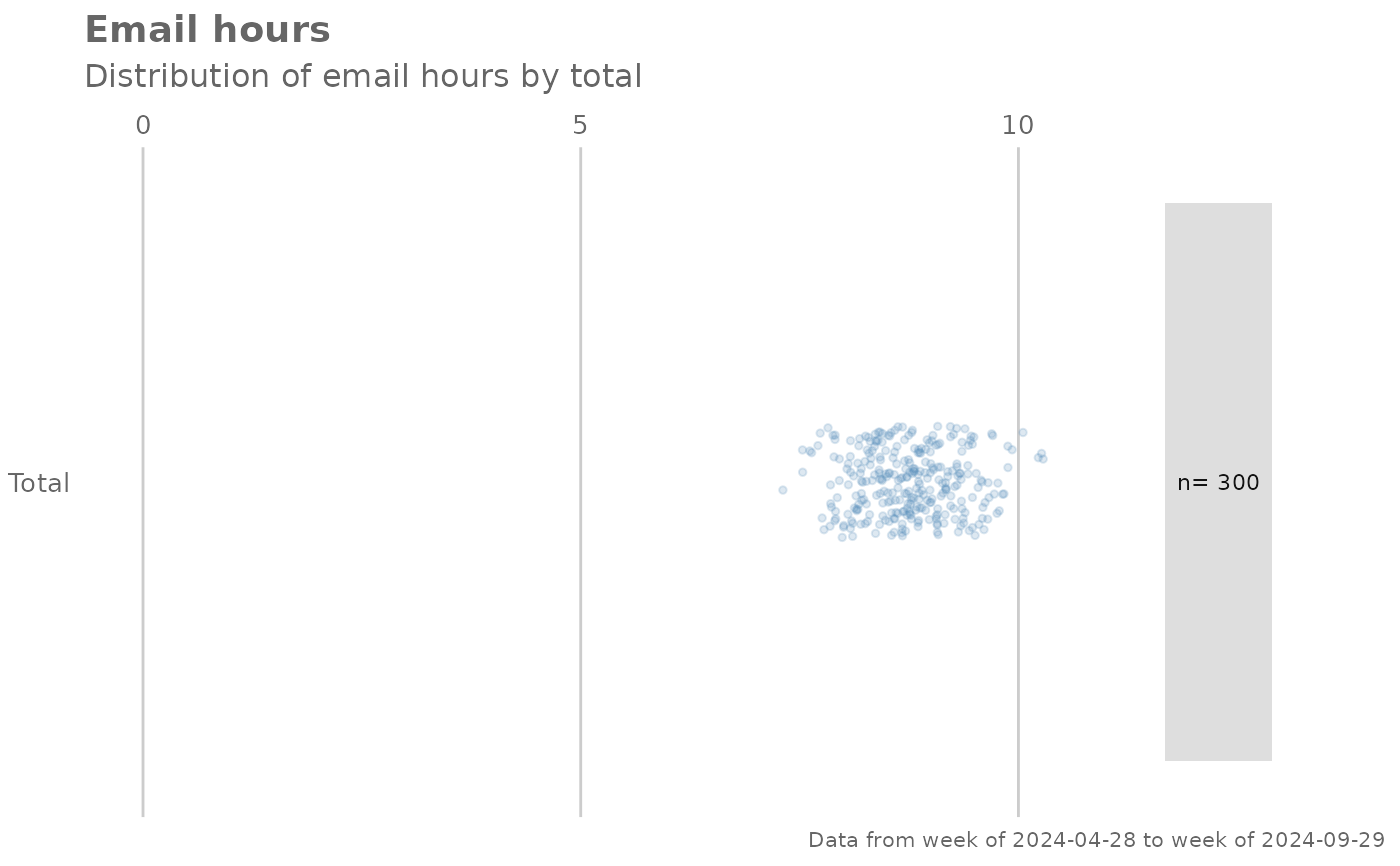 Email hours
Distribution of email hours by total
0 5 10
Total
n= 300
Data from week of 2024-04-28 to week of 2024-09-29